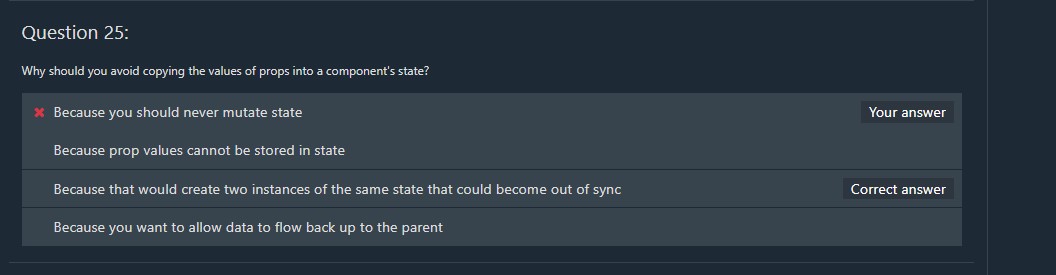 Question 25:
Why should you avoid copying the values of props into a component's state?
✖ Because you should never mutate state Your answer
Because prop values cannot be stored in state
Because that would create two instances of the same state that could become out of sync Correct answer
Because you want to allow data to flow back up to the parent